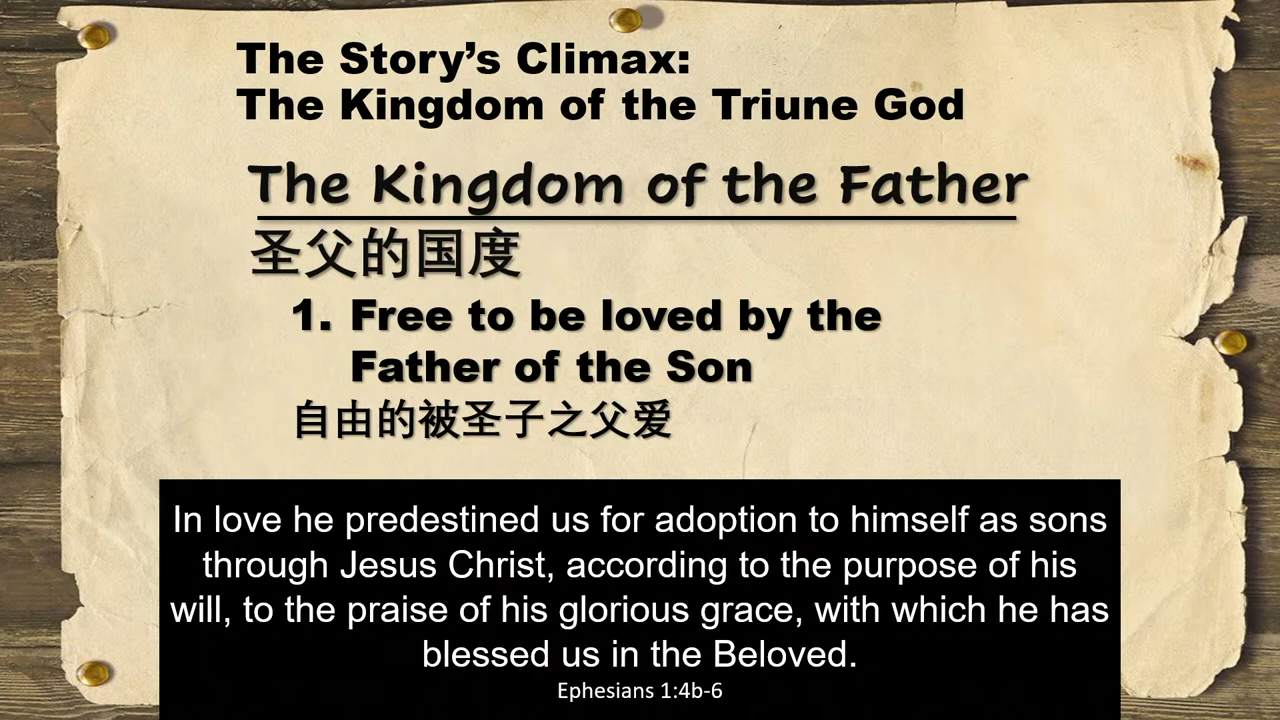 The Story’s Climax:
The Kingdom of the Triune God
The Kingdom of the Father
圣父的国度
1. Free to be loved by the
Father of the Son
自由的被圣子之父爱
In love he predestined us for adoption to himself as sons
through Jesus Christ, according to the purpose of his
will, to the praise of his glorious grace, with which he has
blessed us in the Beloved.
Ephesians 1:4b-6